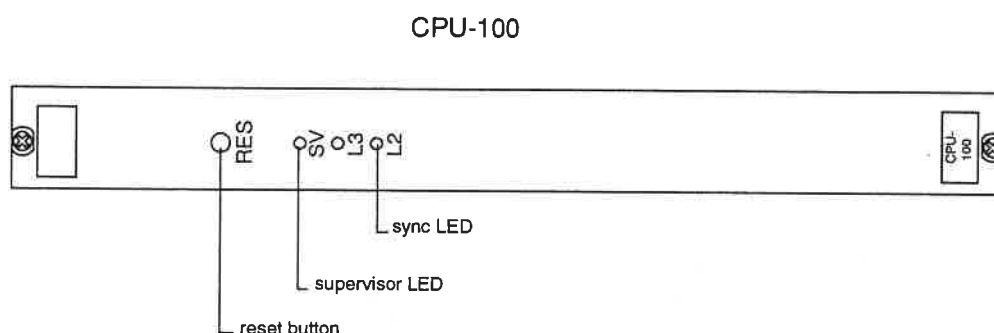 CPU-100
RES
SV
L3
L2
CPU-
100
sync LED
supervisor LED
reset button